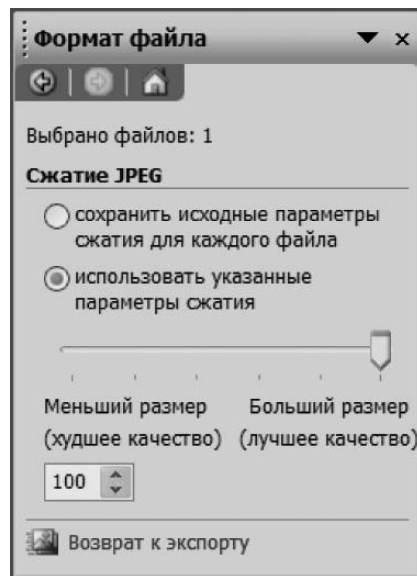 Формат файла
Выбрано файлов: 1
Сжатие JPEG
сохранить исходные параметры
сжатия для каждого файла
использовать указанные
параметры сжатия
Меньший размер Больший размер
(худшее качество) (лучшее качество)
100
Возврат к экспорту